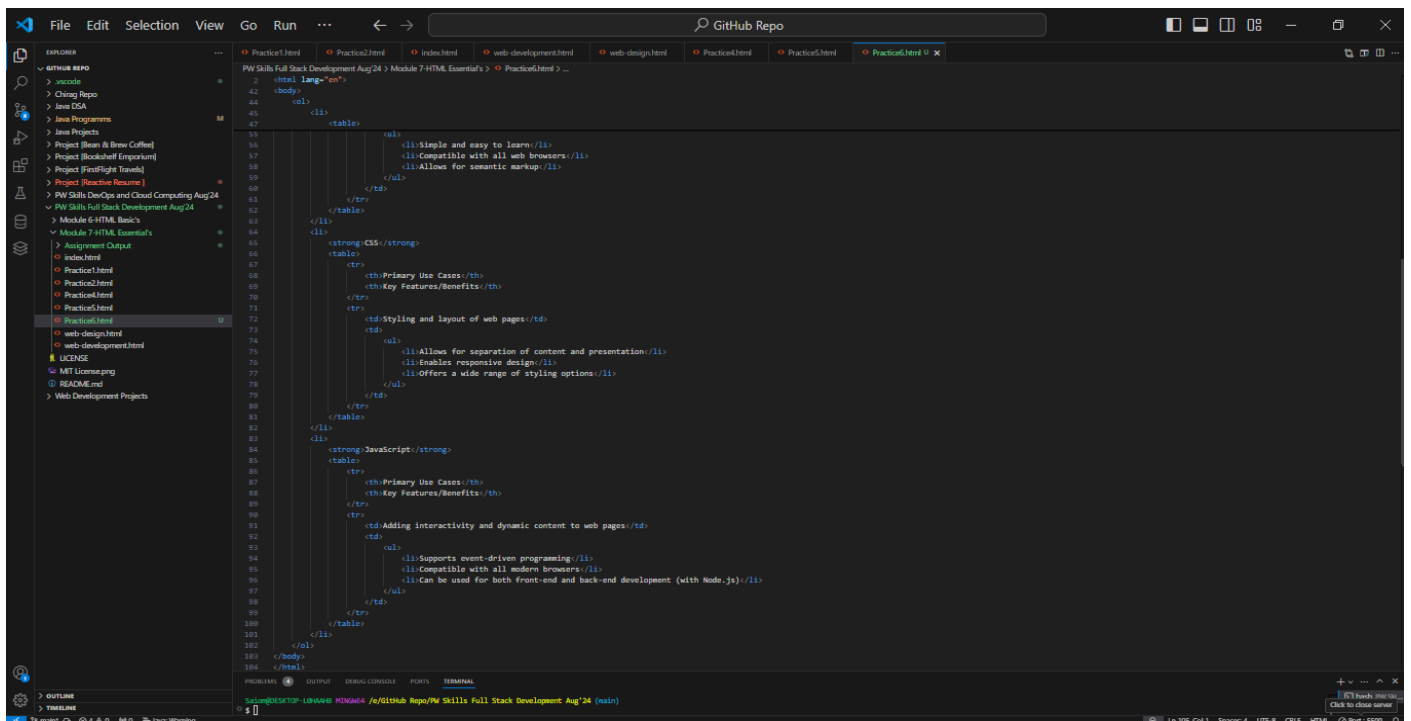 File Edit Selection View Go Run ··· ← → GitHub Repo
EXPLORER ···
GITHUB REPO
> .vscode
> Chirag Repo
> Java DSA
> Java Programms M
> Java Projects
> Project [Bean & Brew Coffee]
> Project [Bookshelf Emporium]
> Project [FirstFlight Travels]
> Project [Reactive Resume ]
> PW Skills DevOps and Cloud Computing Aug'24
PW Skills Full Stack Development Aug'24
> Module 6-HTML Basic's
Module 7-HTML Essential's
> Assignment Output
index.html
Practice1.html
Practice2.html
Practice4.html
Practice5.html
Practice6.html U
web-design.html
web-development.html
LICENSE
MIT License.png
README.md
> Web Development Projects
> OUTLINE
> TIMELINE
Practice1.html Practice2.html index.html web-development.html web-design.html Practice4.html Practice5.html Practice6.html U ×
PW Skills Full Stack Development Aug'24 > Module 7-HTML Essential's > Practice6.html > ...
2 <html lang="en">
42 <body>
44 <ol>
45 <li>
47 <table>
55 <ul>
56 <li>Simple and easy to learn</li>
57 <li>Compatible with all web browsers</li>
58 <li>Allows for semantic markup</li>
59 </ul>
60 </td>
61 </tr>
62 </table>
63 </li>
64 <li>
65 <strong>CSS</strong>
66 <table>
67 <tr>
68 <th>Primary Use Cases</th>
69 <th>Key Features/Benefits</th>
70 </tr>
71 <tr>
72 <td>Styling and layout of web pages</td>
73 <td>
74 <ul>
75 <li>Allows for separation of content and presentation</li>
76 <li>Enables responsive design</li>
77 <li>Offers a wide range of styling options</li>
78 </ul>
79 </td>
80 </tr>
81 </table>
82 </li>
83 <li>
84 <strong>JavaScript</strong>
85 <table>
86 <tr>
87 <th>Primary Use Cases</th>
88 <th>Key Features/Benefits</th>
89 </tr>
90 <tr>
91 <td>Adding interactivity and dynamic content to web pages</td>
92 <td>
93 <ul>
94 <li>Supports event-driven programming</li>
95 <li>Compatible with all modern browsers</li>
96 <li>Can be used for both front-end and back-end development (with Node.js)</li>
97 </ul>
98 </td>
99 </tr>
100 </table>
101 </li>
102 </ol>
103 </body>
104 </html>
PROBLEMS 4 OUTPUT DEBUG CONSOLE PORTS TERMINAL
MINGW64 /e/GitHub Repo/PW Skills Full Stack Development Aug'24 (main)
$
bash
Click to close server
Java: Warning
Ln 105, Col 1 Spaces: 4 UTF-8 CRLF HTML Port : 5500